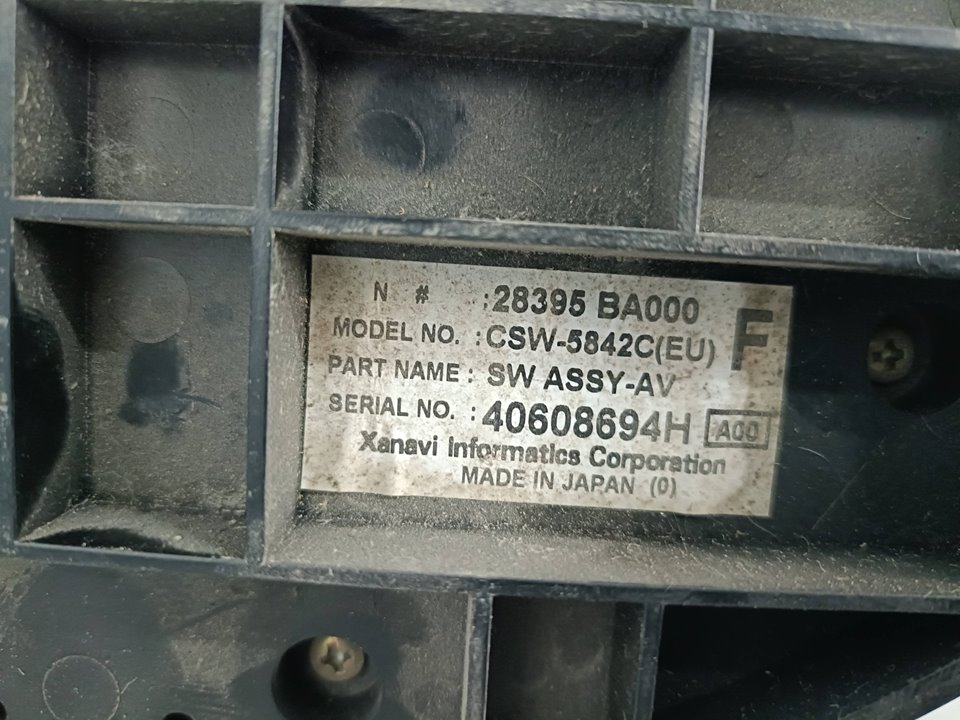 N # :28395 BA000
F
MODEL NO. :CSW-5842C(EU)
PART NAME : SW ASSY-AV
SERIAL NO. :40608694H A00
Xanavi Informatics Corporation
MADE IN JAPAN (0)